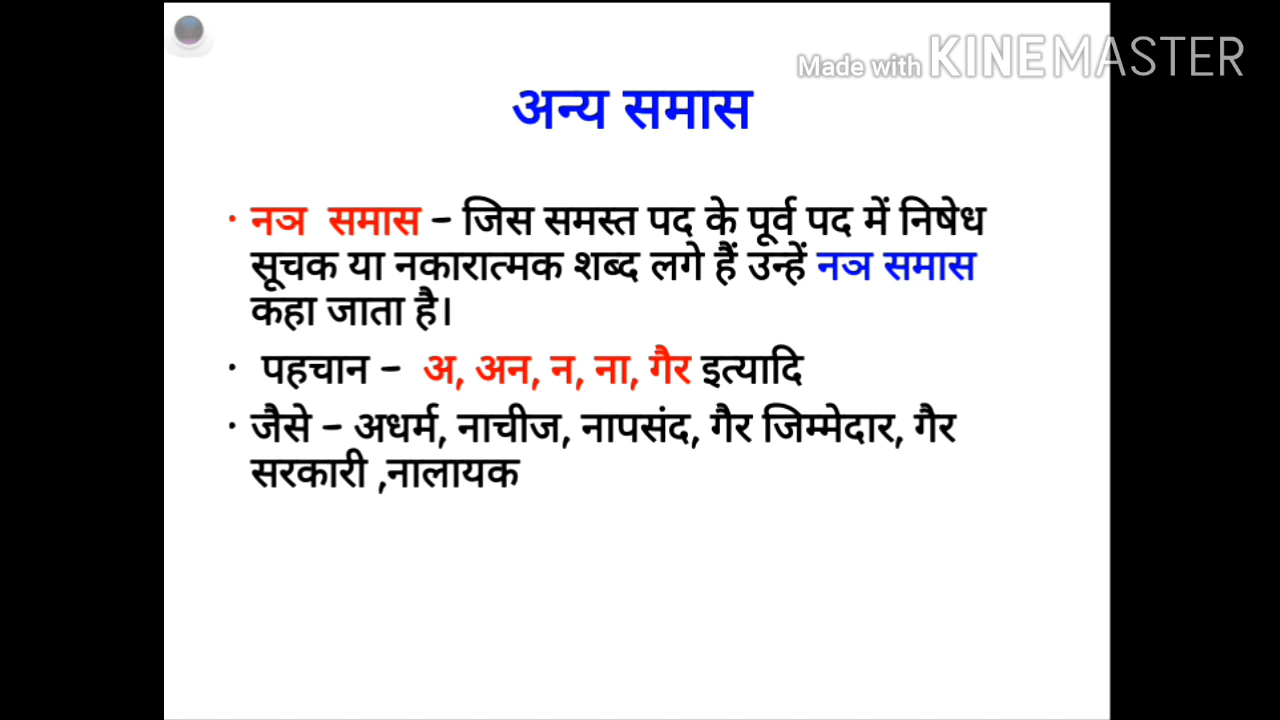 Made with KINEMASTER
अन्य समास
• नञ समास – जिस समस्त पद के पूर्व पद में निषेध
सूचक या नकारात्मक शब्द लगे हैं उन्हें नञ समास
कहा जाता है।
• पहचान – अ, अन, न, ना, गैर इत्यादि
• जैसे – अधर्म, नाचीज, नापसंद, गैर जिम्मेदार, गैर
सरकारी ,नालायक